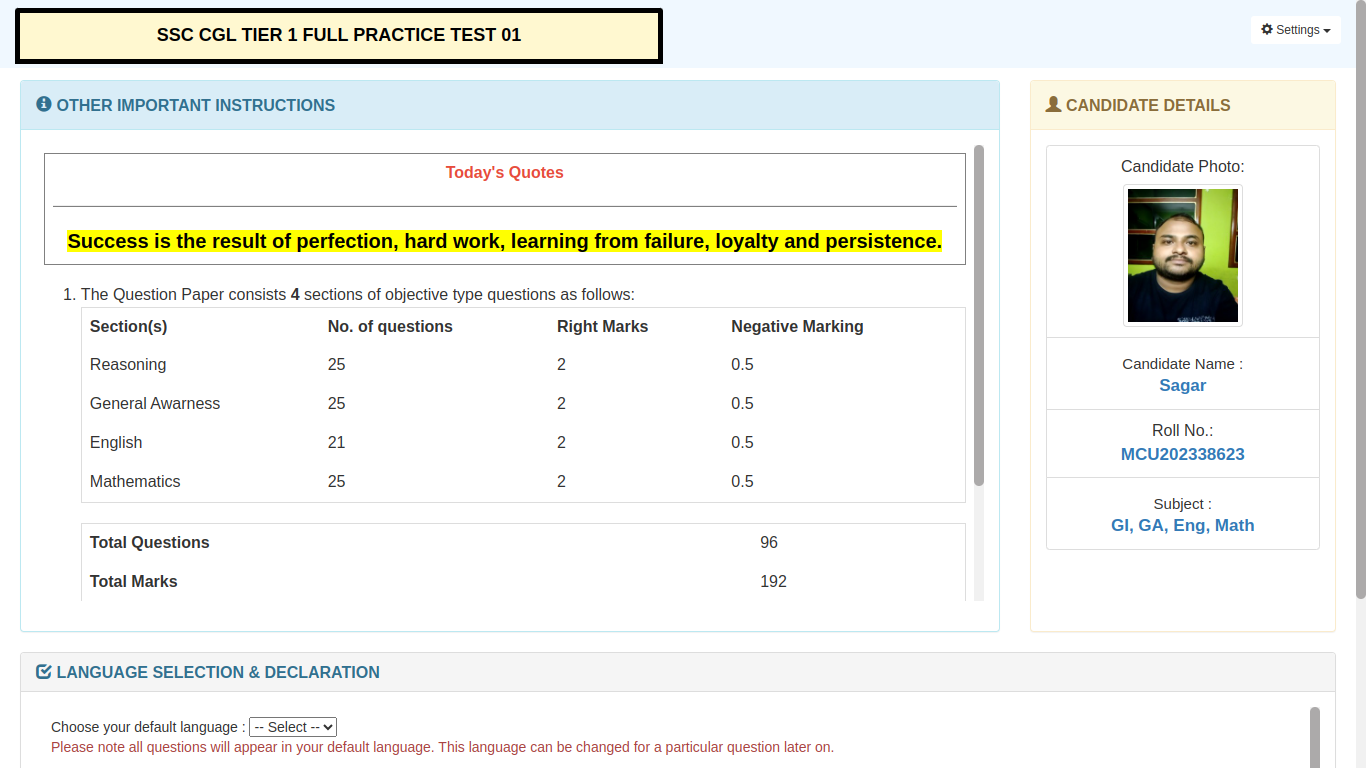 SSC CGL TIER 1 FULL PRACTICE TEST 01
Settings
OTHER IMPORTANT INSTRUCTIONS
Today's Quotes
Success is the result of perfection, hard work, learning from failure, loyalty and persistence.
1. The Question Paper consists 4 sections of objective type questions as follows:
Section(s) No. of questions Right Marks Negative Marking
Reasoning 25 2 0.5
General Awarness 25 2 0.5
English 21 2 0.5
Mathematics 25 2 0.5
Total Questions 96
Total Marks 192
CANDIDATE DETAILS
Candidate Photo:
Candidate Name :
Sagar
Roll No.:
MCU202338623
Subject :
GI, GA, Eng, Math
LANGUAGE SELECTION & DECLARATION
Choose your default language : -- Select --
Please note all questions will appear in your default language. This language can be changed for a particular question later on.